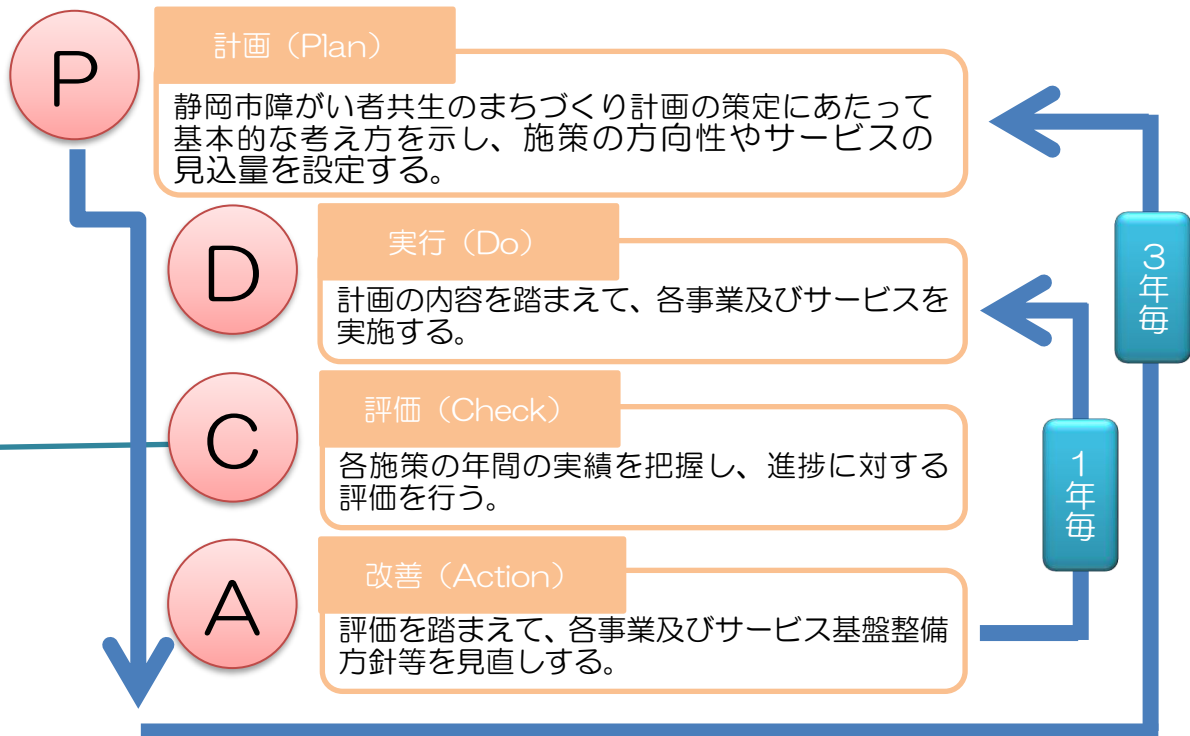 P
計画（Plan）
静岡市障がい者共生のまちづくり計画の策定にあたって
基本的な考え方を示し、施策の方向性やサービスの
見込量を設定する。
D
実行（Do）
計画の内容を踏まえて、各事業及びサービスを
実施する。
C
評価（Check）
各施策の年間の実績を把握し、進捗に対する
評価を行う。
A
改善（Action）
評価を踏まえて、各事業及びサービス基盤整備
方針等を見直しする。
1年毎
3年毎